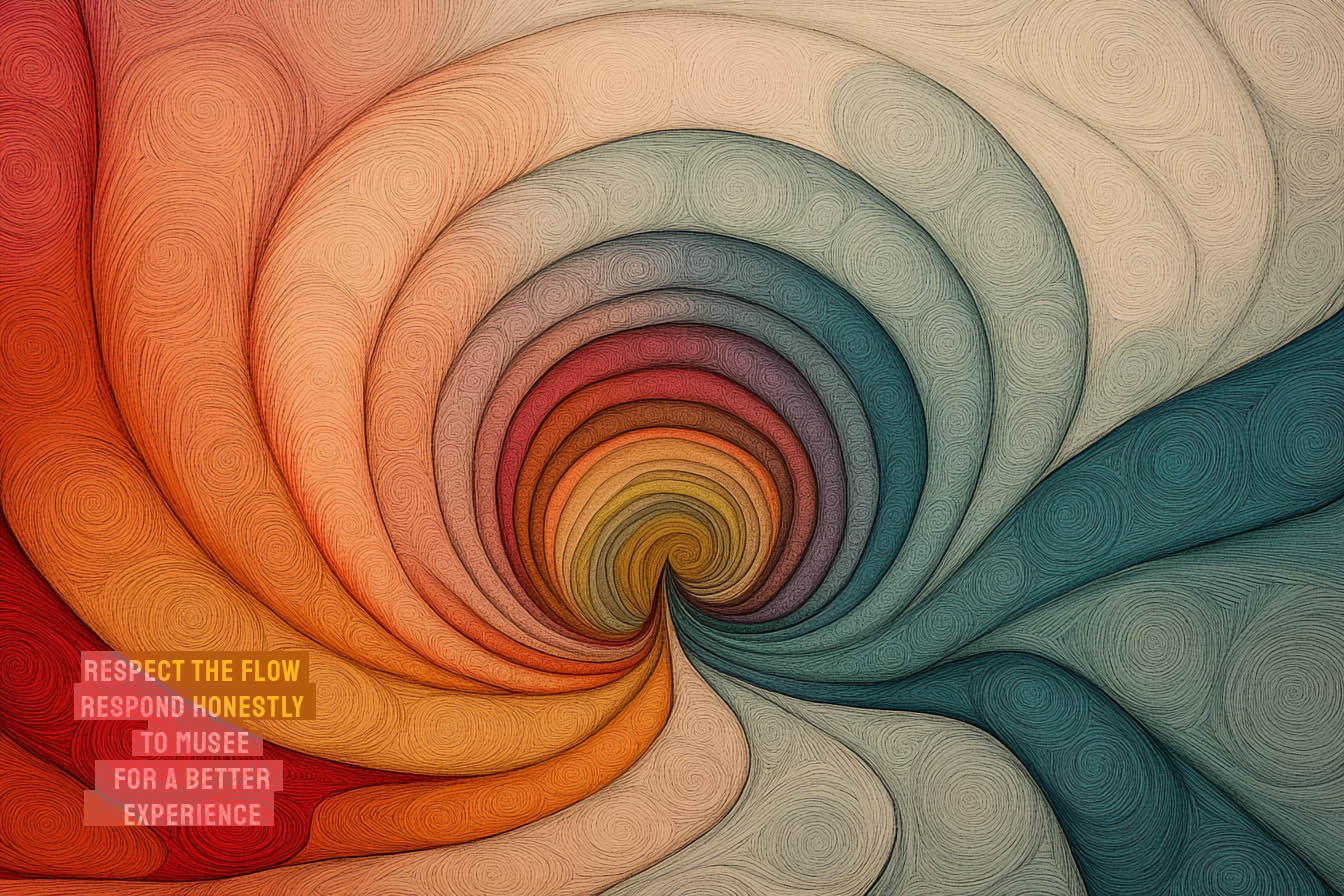 RESPECT THE FLOW
RESPOND HONESTLY
TO MUSEE
FOR A BETTER
EXPERIENCE